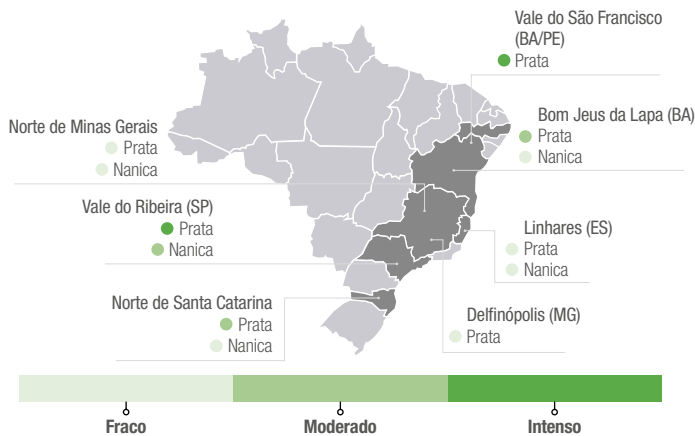 Vale do São Francisco
(BA/PE)
Prata
Bom Jeus da Lapa (BA)
Prata
Nanica
Norte de Minas Gerais
Prata
Nanica
Vale do Ribeira (SP)
Prata
Nanica
Linhares (ES)
Prata
Nanica
Norte de Santa Catarina
Prata
Nanica
Delfinópolis (MG)
Prata
Fraco
Moderado
Intenso